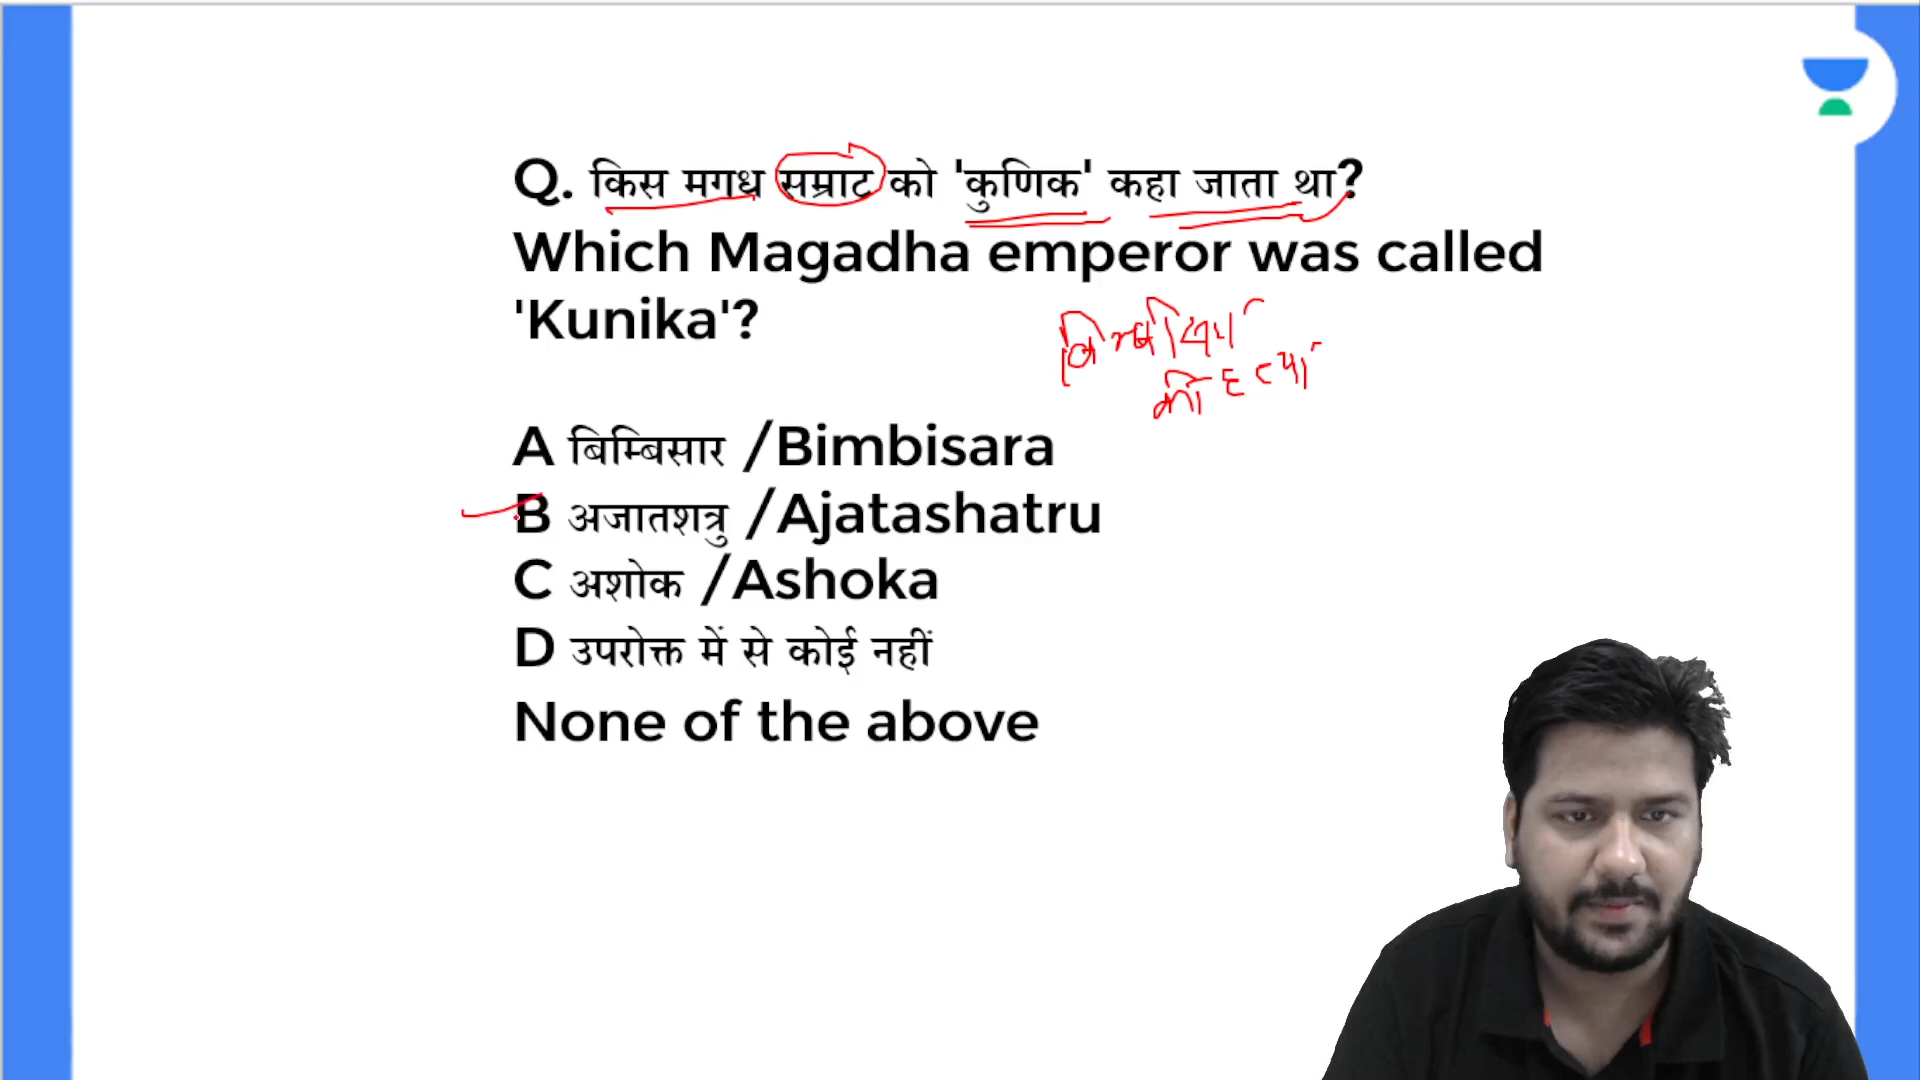 Q. किस मगध सम्राट को 'कुणिक' कहा जाता था?
Which Magadha emperor was called
'Kunika'?
की हत्या
A बिम्बिसार /Bimbisara
B अजातशत्रु /Ajatashatru
C अशोक /Ashoka
D उपरोक्त में से कोई नहीं
None of the above